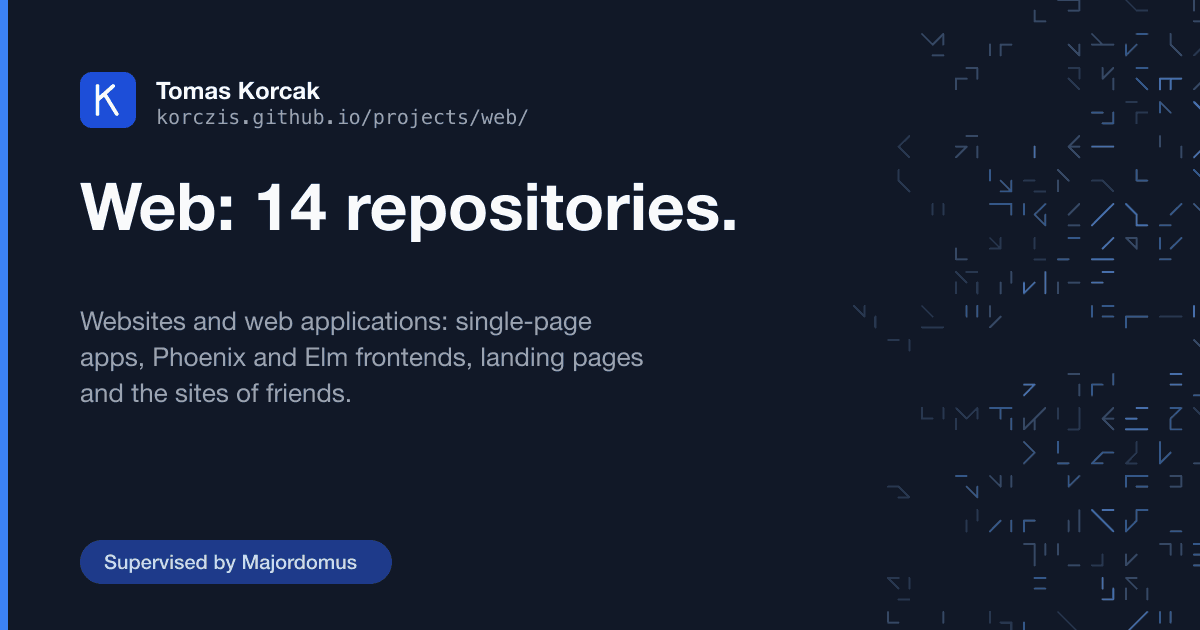 K
Tomas Korcak
korczis.github.io/projects/web/
Web: 14 repositories.
Websites and web applications: single-page
apps, Phoenix and Elm frontends, landing pages
and the sites of friends.
Supervised by Majordomus